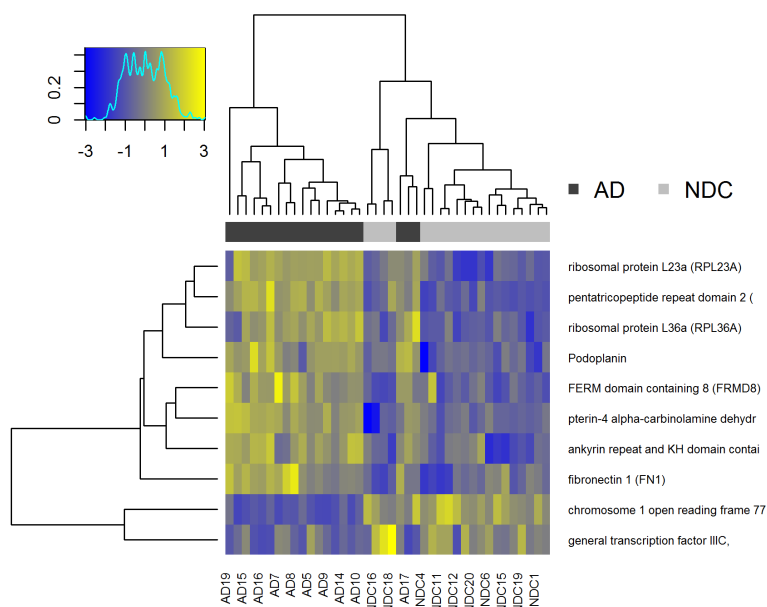 0.2
0
-3 -1 1 3
AD NDC
ribosomal protein L23a (RPL23A)
pentatricopeptide repeat domain 2 (
ribosomal protein L36a (RPL36A)
Podoplanin
FERM domain containing 8 (FRMD8)
pterin-4 alpha-carbinolamine dehydr
ankyrin repeat and KH domain contai
fibronectin 1 (FN1)
chromosome 1 open reading frame 77
general transcription factor IIIC,
AD19
AD15
AD16
AD7
AD8
AD5
AD9
AD14
AD10
NDC16
NDC18
AD17
NDC4
NDC11
NDC12
NDC20
NDC6
NDC15
NDC19
NDC1